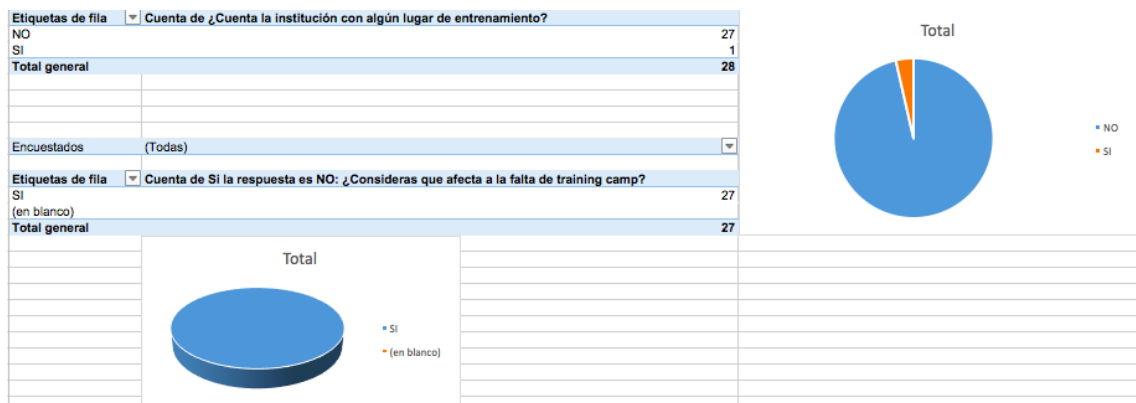 Etiquetas de fila Cuenta de ¿Cuenta la institución con algún lugar de entrenamiento?
NO 27
SI 1
Total general 28
Total
NO
SI
Encuestados (Todas)
Etiquetas de fila Cuenta de Si la respuesta es NO: ¿Consideras que afecta a la falta de training camp?
SI 27
(en blanco)
Total general 27
Total
SI
(en blanco)